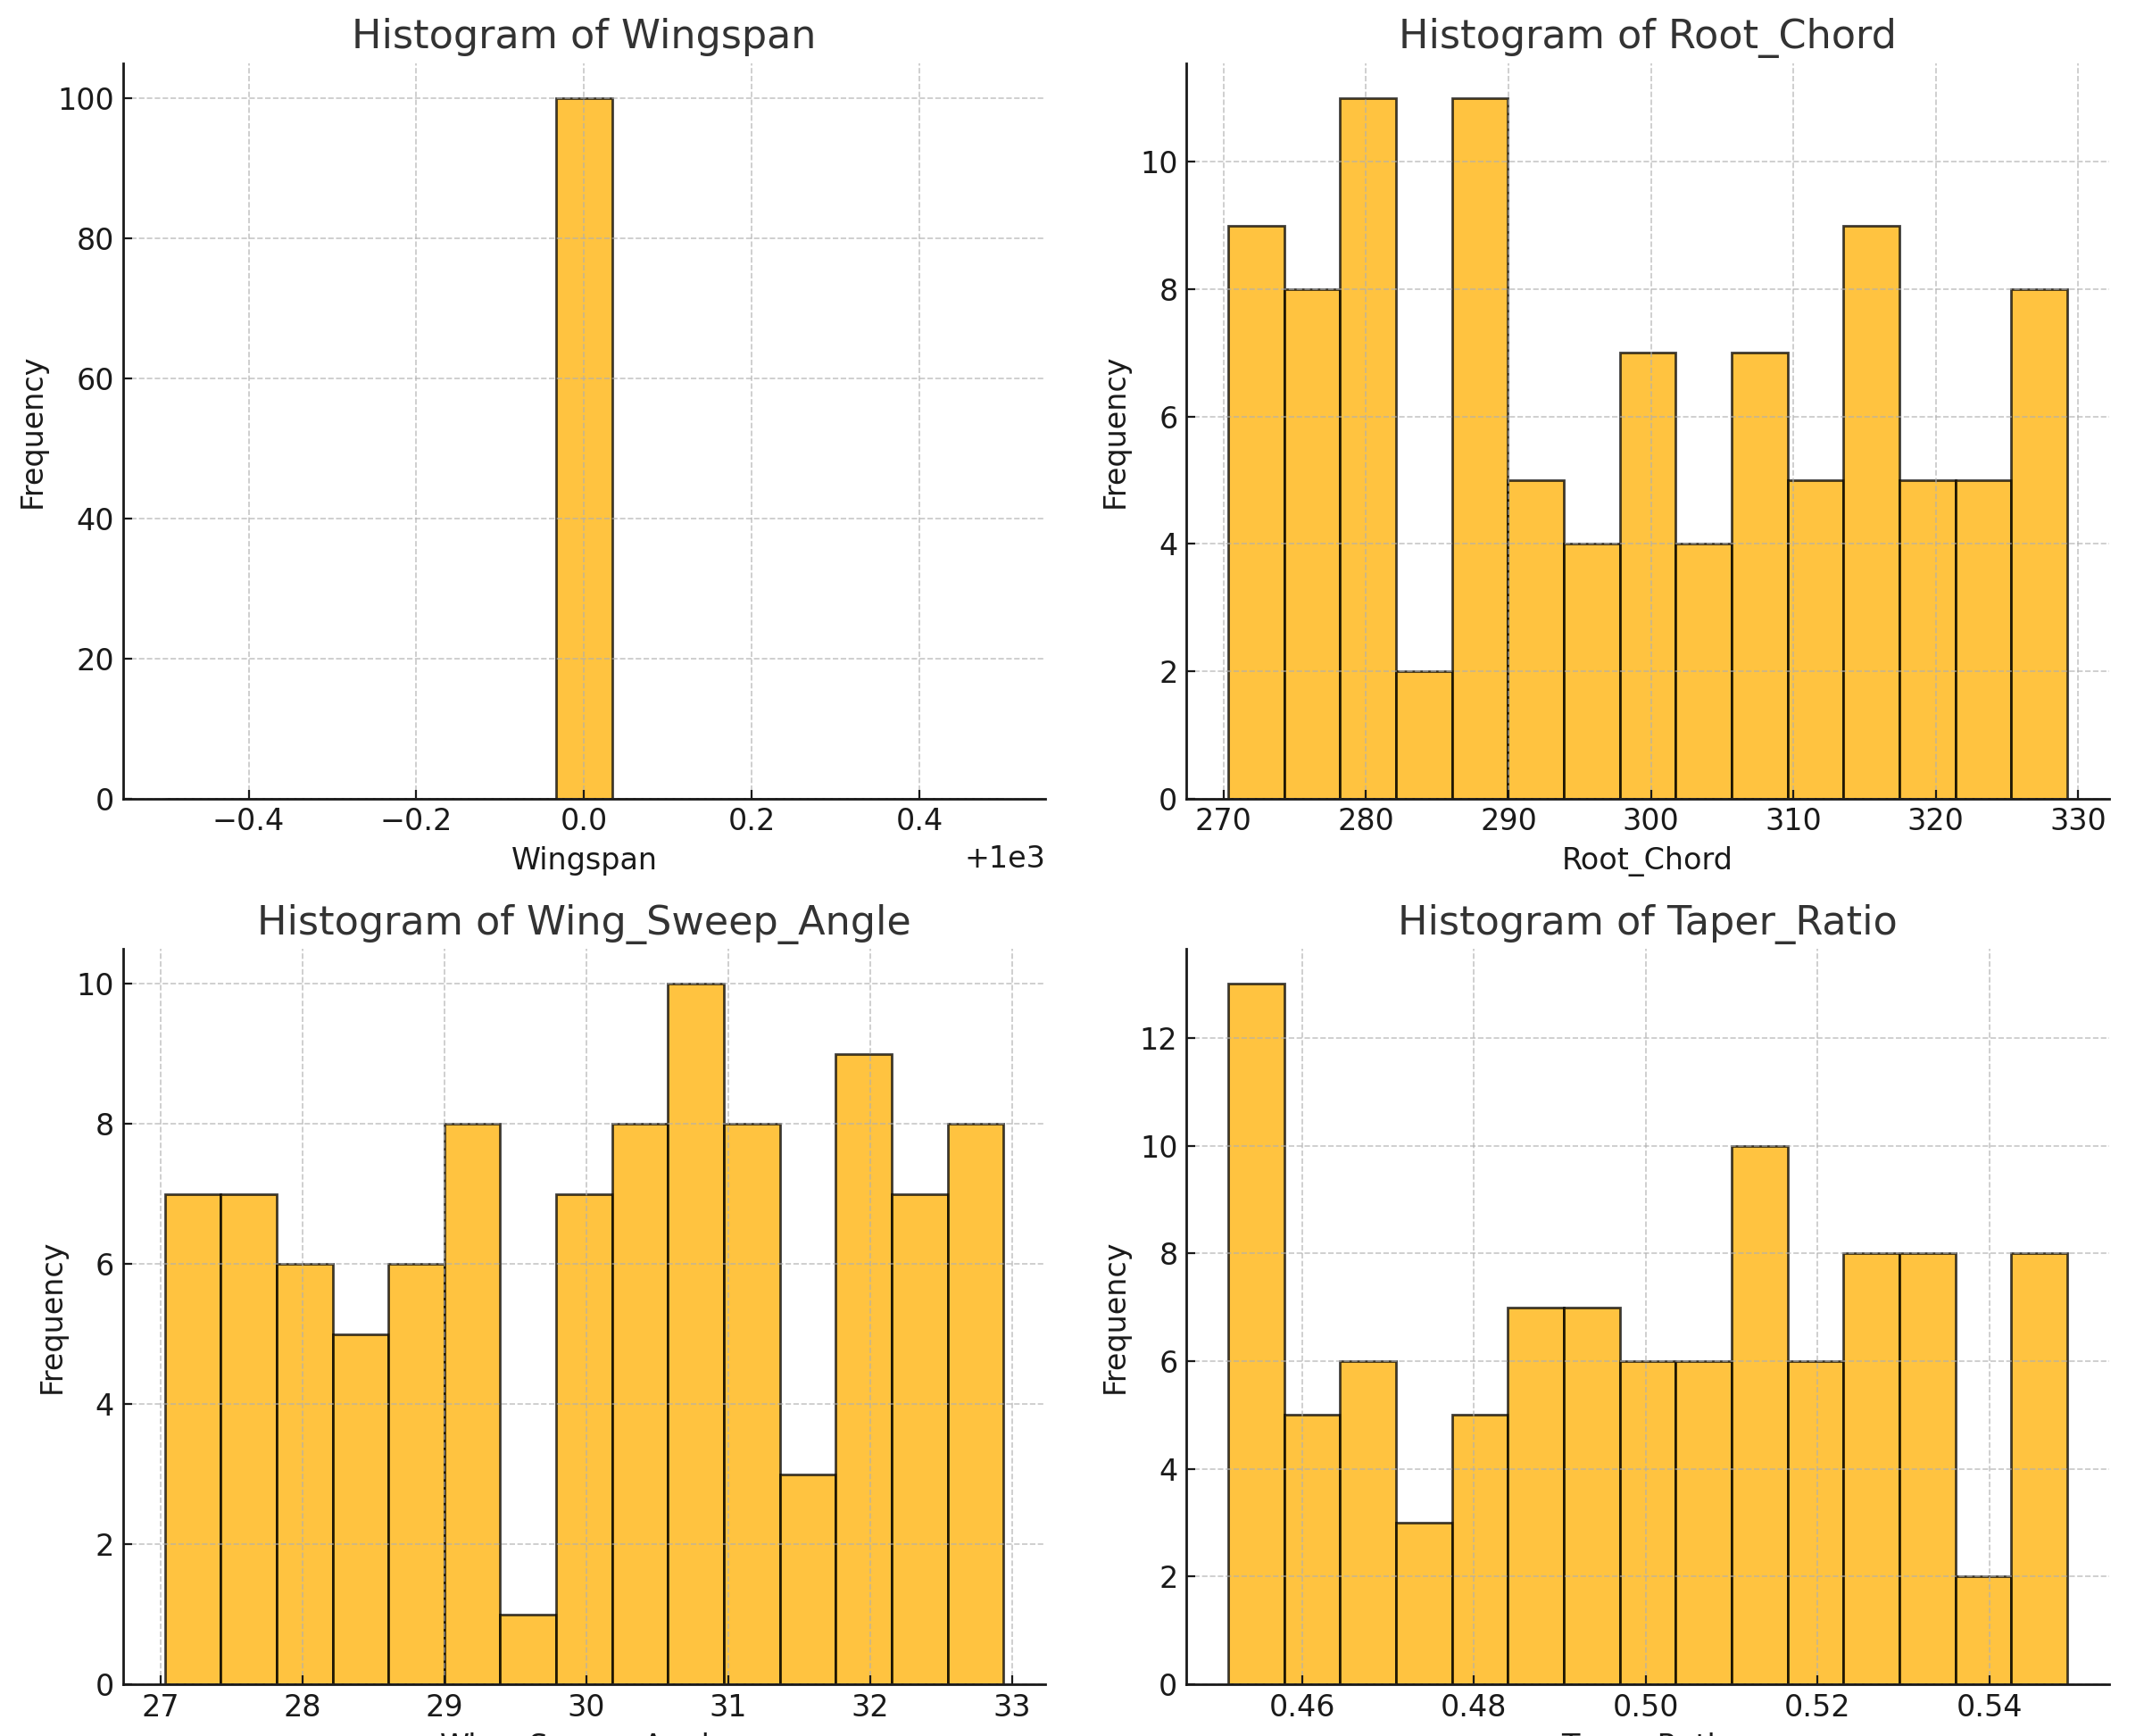 Histogram of Wingspan
Frequency
100
80
60
40
20
0
−0.4 −0.2 0.0 0.2 0.4
Wingspan
+1e3
Histogram of Root_Chord
Frequency
10
8
6
4
2
0
270 280 290 300 310 320 330
Root_Chord
Histogram of Wing_Sweep_Angle
Frequency
10
8
6
4
2
0
27 28 29 30 31 32 33
Histogram of Taper_Ratio
Frequency
12
10
8
6
4
2
0
0.46 0.48 0.50 0.52 0.54